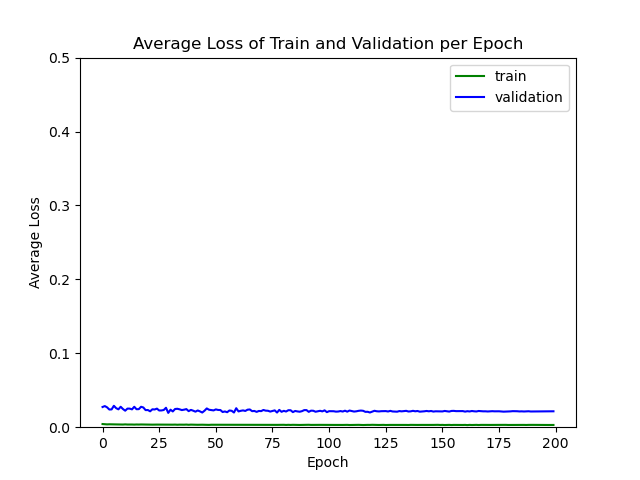 Average Loss of Train and Validation per Epoch
0.5
train
validation
0.4
0.3
Average Loss
0.2
0.1
0.0
0 25 50 75 100 125 150 175 200
Epoch